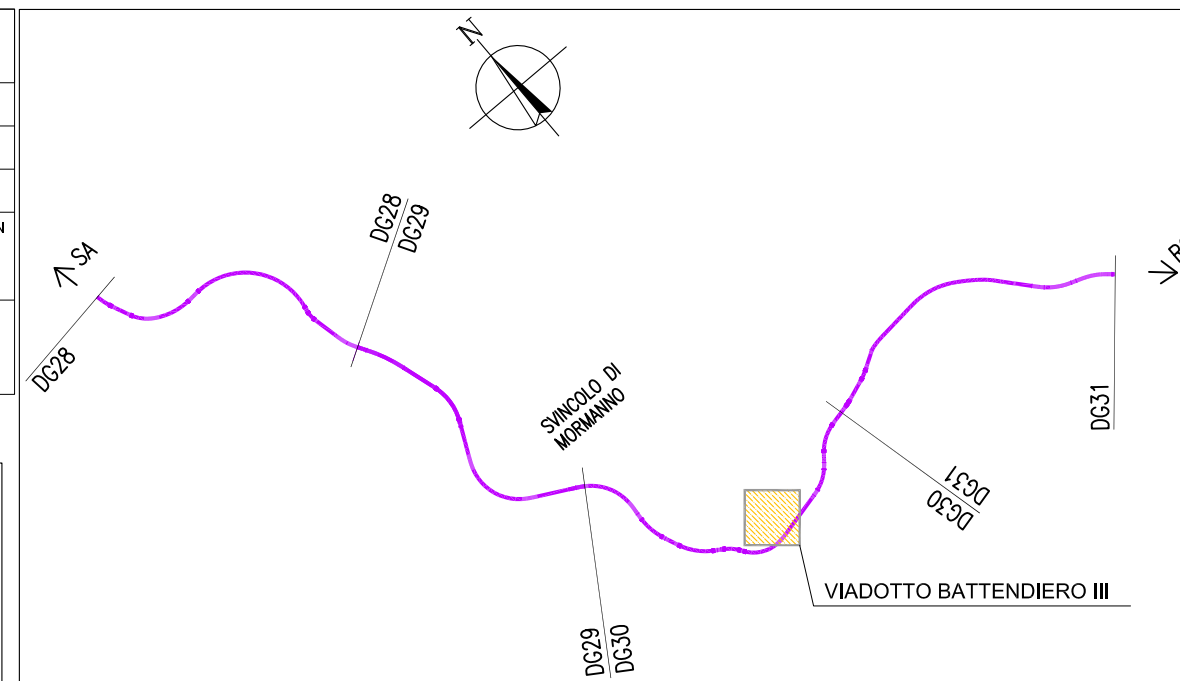 N
SA
DG28
DG28
DG29
SVINCOLO DI
MORMANNO
DG29
DG30
DG31
DG30
DG31
VIADOTTO BATTENDIERO III